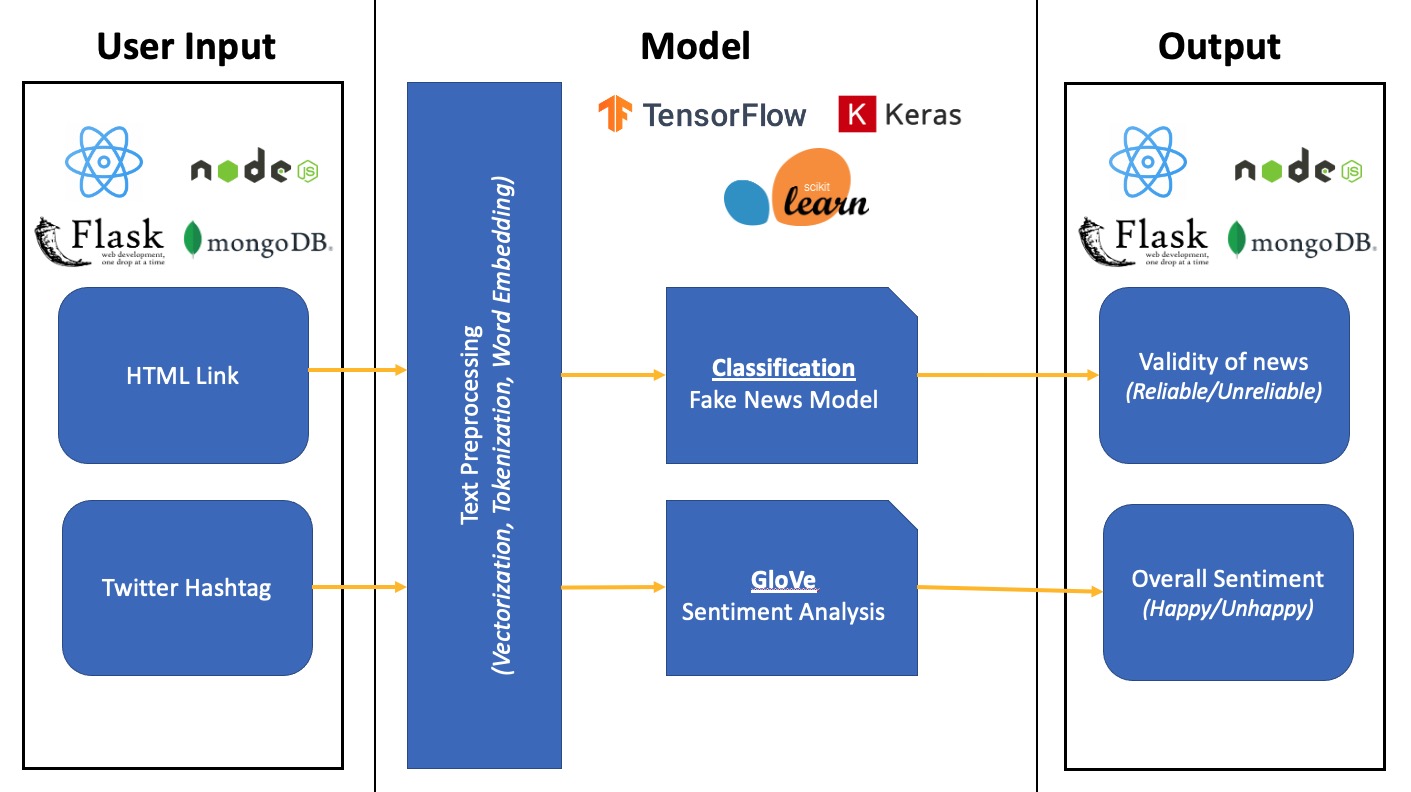 User Input
Model
Output
node
JS
Flask
web development,
one drop at a time
mongoDB®
HTML Link
Twitter Hashtag
Text Preprocessing
(Vectorization, Tokenization, Word Embedding)
TensorFlow
K Keras
scikit
learn
Classification
Fake News Model
GloVe
Sentiment Analysis
node
JS
Flask
web development,
one drop at a time
mongoDB®
Validity of news
(Reliable/Unreliable)
Overall Sentiment
(Happy/Unhappy)